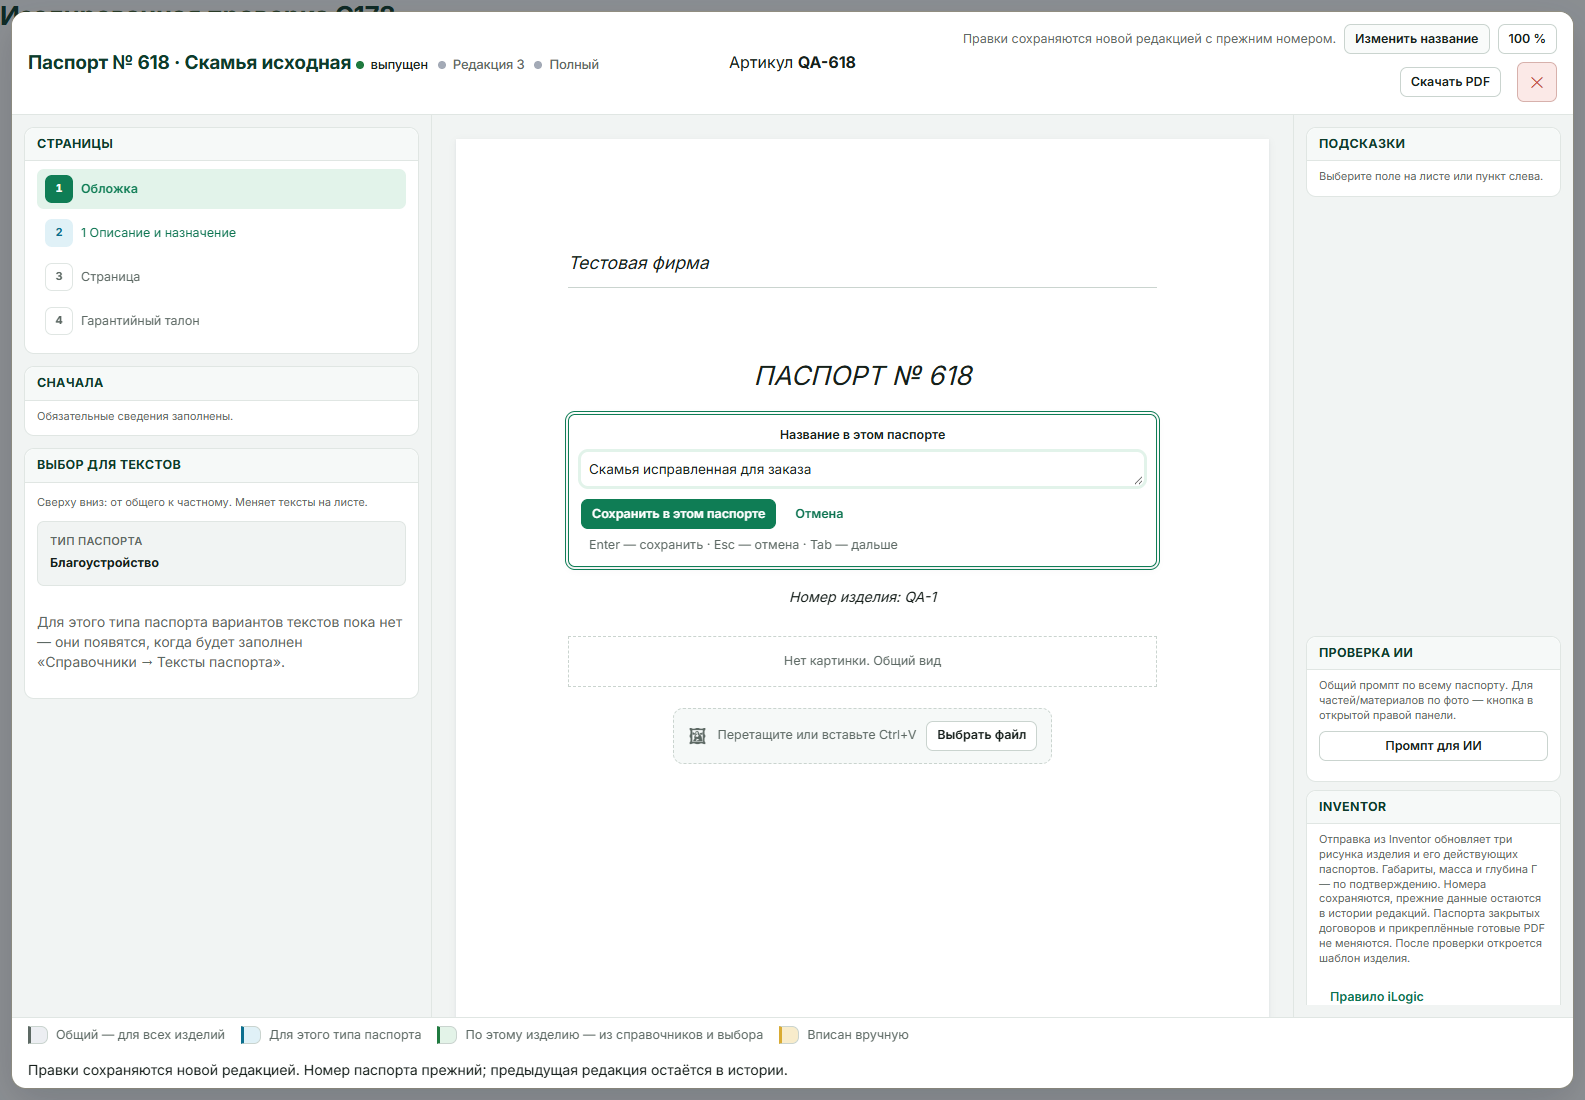 Паспорт № 618 · Скамья исходная
выпущен
Редакция 3
Полный
Артикул QA-618
Правки сохраняются новой редакцией с прежним номером.
Изменить название
100 %
Скачать PDF
СТРАНИЦЫ
1 Обложка
2 1 Описание и назначение
3 Страница
4 Гарантийный талон
СНАЧАЛА
Обязательные сведения заполнены.
ВЫБОР ДЛЯ ТЕКСТОВ
Сверху вниз: от общего к частному. Меняет тексты на листе.
ТИП ПАСПОРТА
Благоустройство
Для этого типа паспорта вариантов текстов пока нет
— они появятся, когда будет заполнен
«Справочники → Тексты паспорта».
Тестовая фирма
ПАСПОРТ № 618
Название в этом паспорте
Скамья исправленная для заказа
Сохранить в этом паспорте
Отмена
Enter — сохранить · Esc — отмена · Tab — дальше
Номер изделия: QA-1
Нет картинки. Общий вид
Перетащите или вставьте Ctrl+V
Выбрать файл
ПОДСКАЗКИ
Выберите поле на листе или пункт слева.
ПРОВЕРКА ИИ
Общий промпт по всему паспорту. Для
частей/материалов по фото — кнопка в
открытой правой панели.
Промпт для ИИ
INVENTOR
Отправка из Inventor обновляет три
рисунка изделия и его действующих
паспортов. Габариты, масса и глубина Г
— по подтверждению. Номера
сохраняются, прежние данные остаются
в истории редакций. Паспорта закрытых
договоров и прикреплённые готовые PDF
не меняются. После проверки откроется
шаблон изделия.
Правило iLogic
Общий — для всех изделий
Для этого типа паспорта
По этому изделию — из справочников и выбора
Вписан вручную
Правки сохраняются новой редакцией. Номер паспорта прежний; предыдущая редакция остаётся в истории.